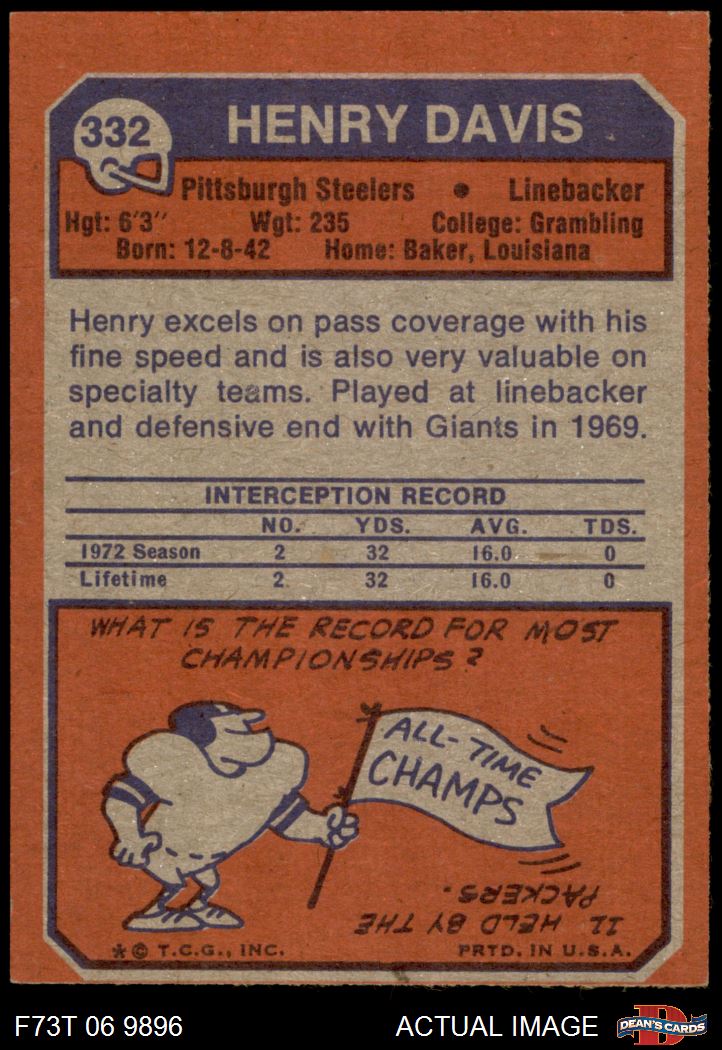 332 HENRY DAVIS
Pittsburgh Steelers • Linebacker
Hgt: 6'3" Wgt: 235 College: Grambling
Born: 12-8-42 Home: Baker, Louisiana
Henry excels on pass coverage with his
fine speed and is also very valuable on
specialty teams. Played at linebacker
and defensive end with Giants in 1969.
INTERCEPTION RECORD
NO. YDS. AVG. TDS.
1972 Season 2 32 16.0 0
Lifetime 2 32 16.0 0
WHAT IS THE RECORD FOR MOST
CHAMPIONSHIPS?
ALL-TIME
CHAMPS
11 HELD BY THE
PACKERS.
* © T.C.G., INC. PRTD. IN U.S.A.
F73T 06 9896 ACTUAL IMAGE DEAN'S CARDS